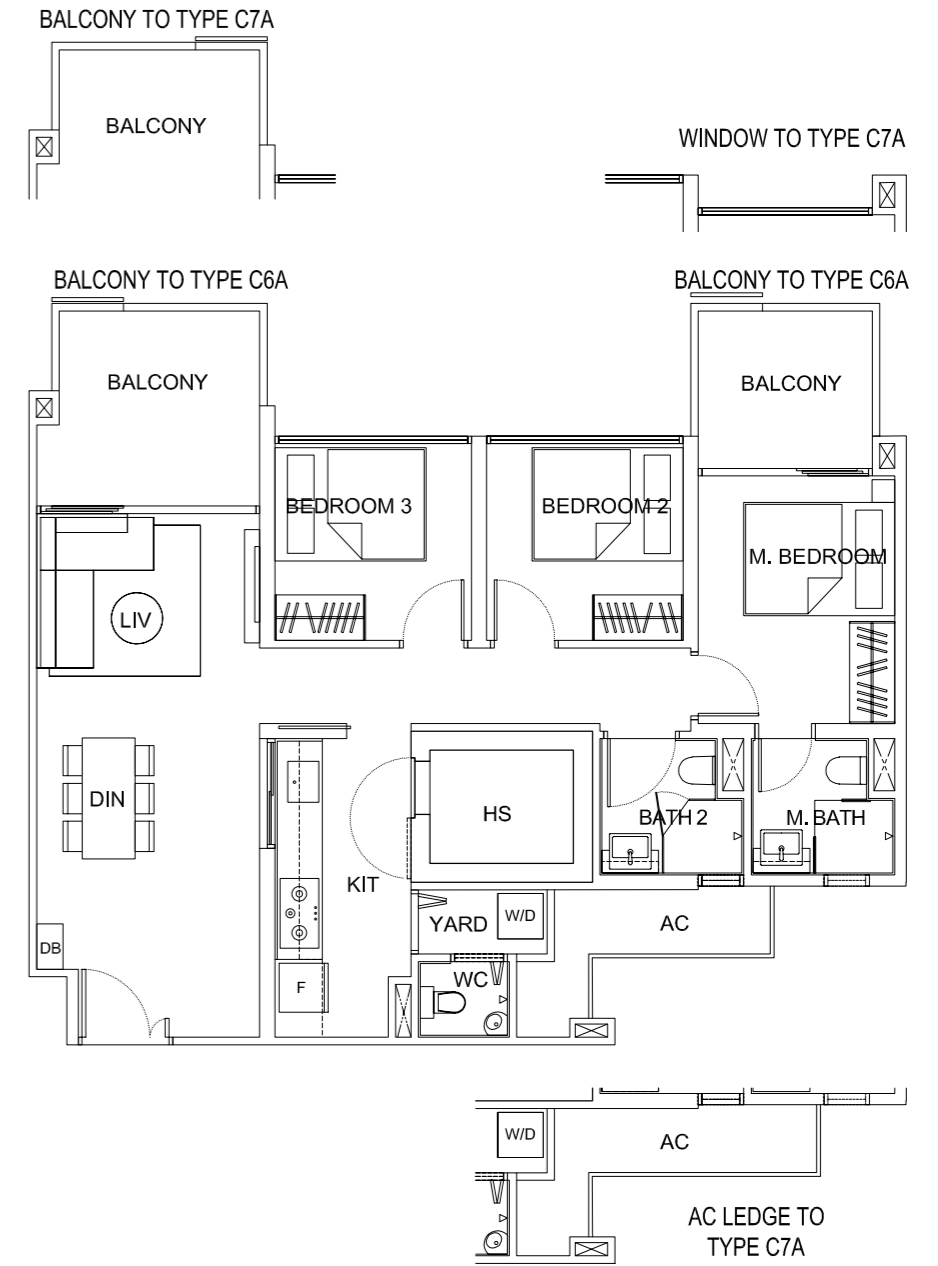 BALCONY TO TYPE C7A
BALCONY
WINDOW TO TYPE C7A
BALCONY TO TYPE C6A
BALCONY TO TYPE C6A
BALCONY
BALCONY
BEDROOM 3
BEDROOM 2
M. BEDROOM
LIV
DIN
HS
BATH 2
M. BATH
KIT
YARD
W/D
AC
DB
WC
F
W/D
AC
AC LEDGE TO
TYPE C7A